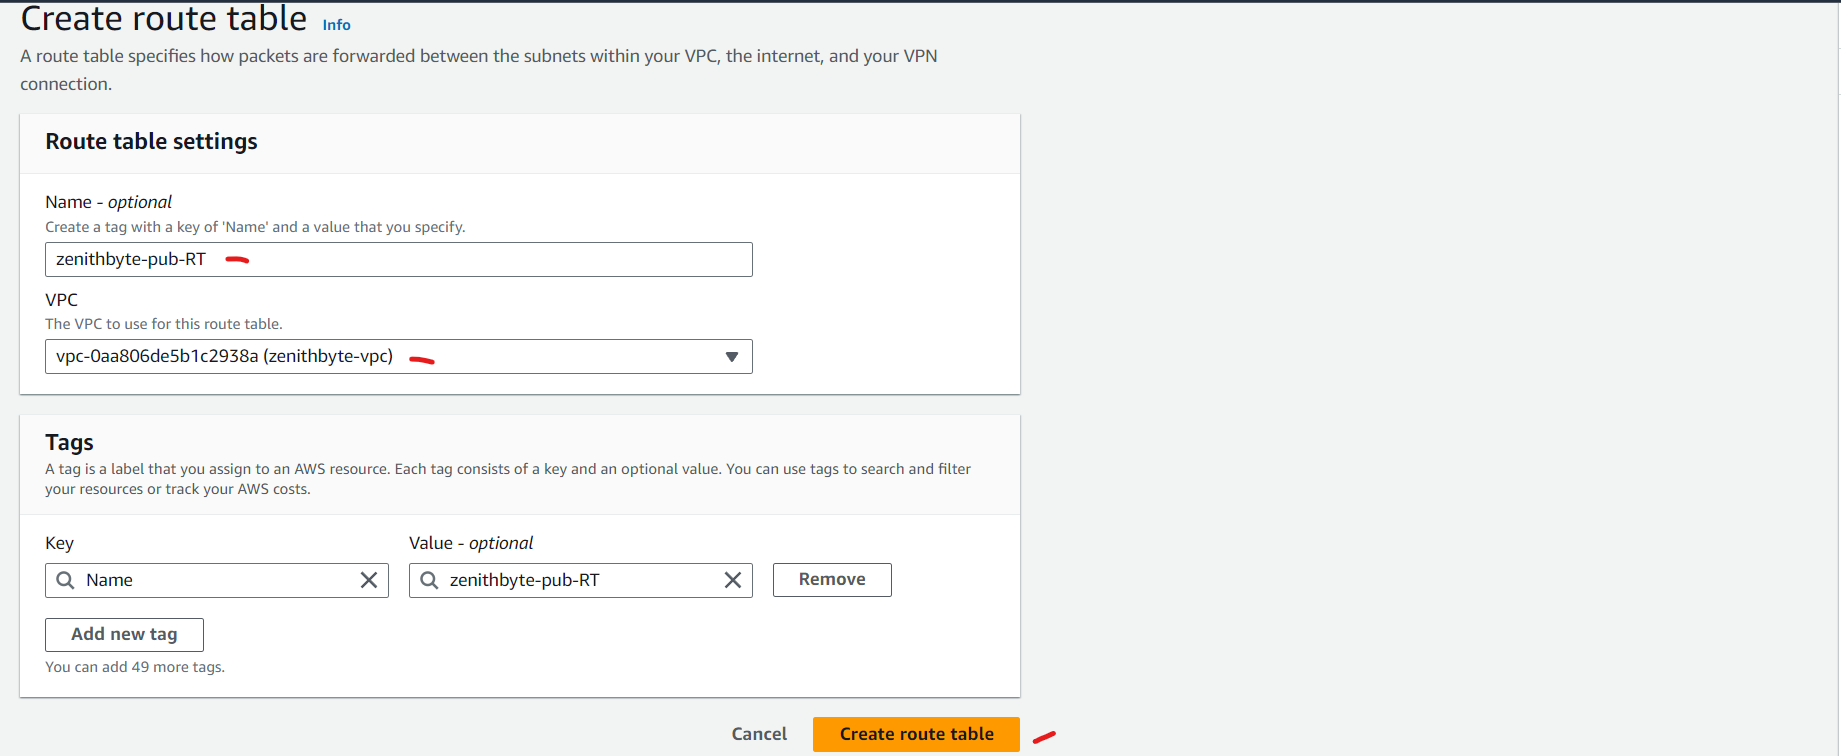 Create route table Info
A route table specifies how packets are forwarded between the subnets within your VPC, the internet, and your VPN
connection.
Route table settings
Name - optional
Create a tag with a key of 'Name' and a value that you specify.
zenithbyte-pub-RT
VPC
The VPC to use for this route table.
vpc-0aa806de5b1c2938a (zenithbyte-vpc)
Tags
A tag is a label that you assign to an AWS resource. Each tag consists of a key and an optional value. You can use tags to search and filter
your resources or track your AWS costs.
Key Value - optional
Name zenithbyte-pub-RT Remove
Add new tag
You can add 49 more tags.
Cancel Create route table